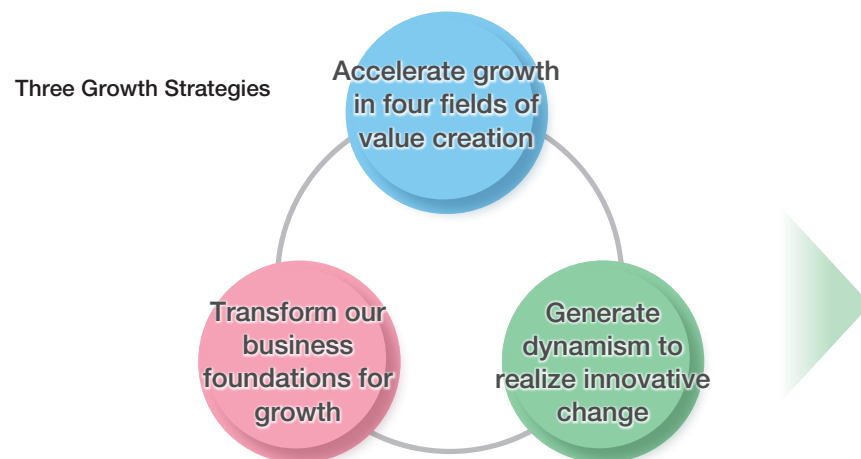 Three Growth Strategies
Accelerate growth
in four fields of
value creation
Transform our
business
foundations for
growth
Generate
dynamism to
realize innovative
change